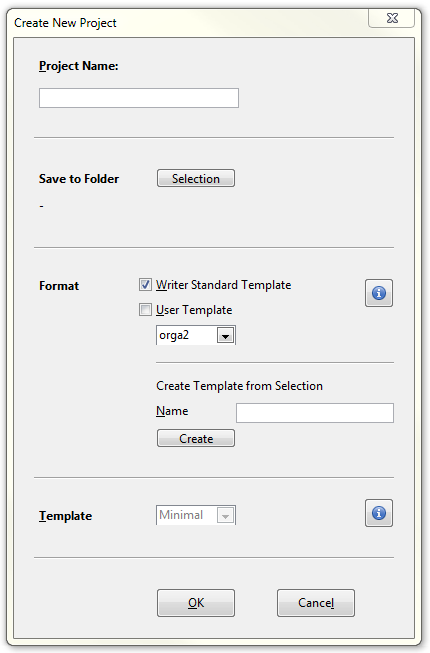 Create New Project
Project Name:
Save to Folder Selection
-
Format Writer Standard Template
User Template
orga2
Create Template from Selection
Name
Create
Template Minimal
OK Cancel